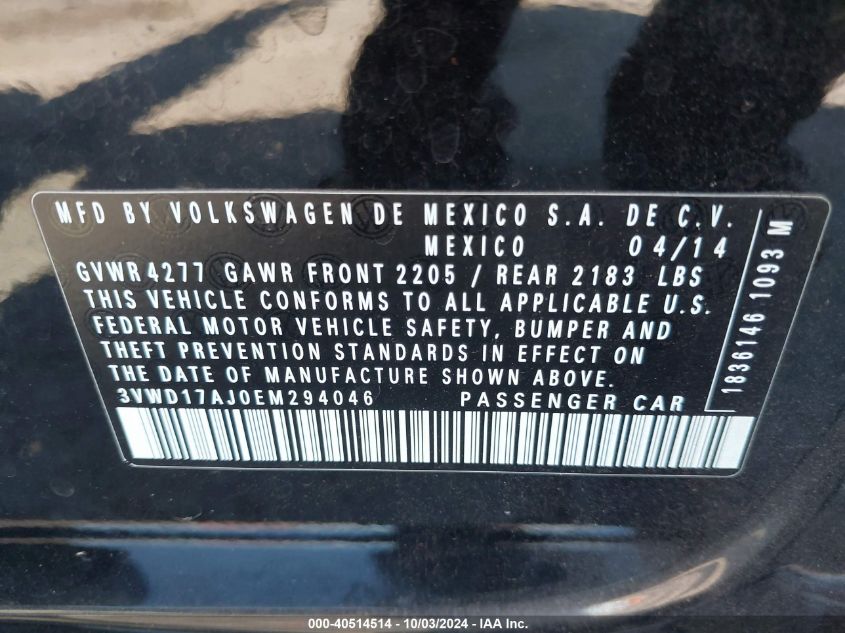 MFD BY VOLKSWAGEN DE MEXICO S.A. DE C.V.
MEXICO 04/14
GVWR 4277 GAWR FRONT 2205 / REAR 2183 LBS
THIS VEHICLE CONFORMS TO ALL APPLICABLE U.S.
FEDERAL MOTOR VEHICLE SAFETY, BUMPER AND
THEFT PREVENTION STANDARDS IN EFFECT ON
THE DATE OF MANUFACTURE SHOWN ABOVE.
3VWD17AJ0EM294046 PASSENGER CAR
1836146 1093 M
000-40514514 - 10/03/2024 - IAA Inc.